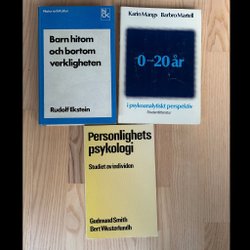 Barn hitom
och bortom
verkligheten
Rudolf Ekstein
Karin Mangs · Barbro Martell
0–20 år
i psykoanalytiskt perspektiv
Studentlitteratur
Personlighets
psykologi
Studiet av individen
Gudmund Smith
Bert Westerlundh